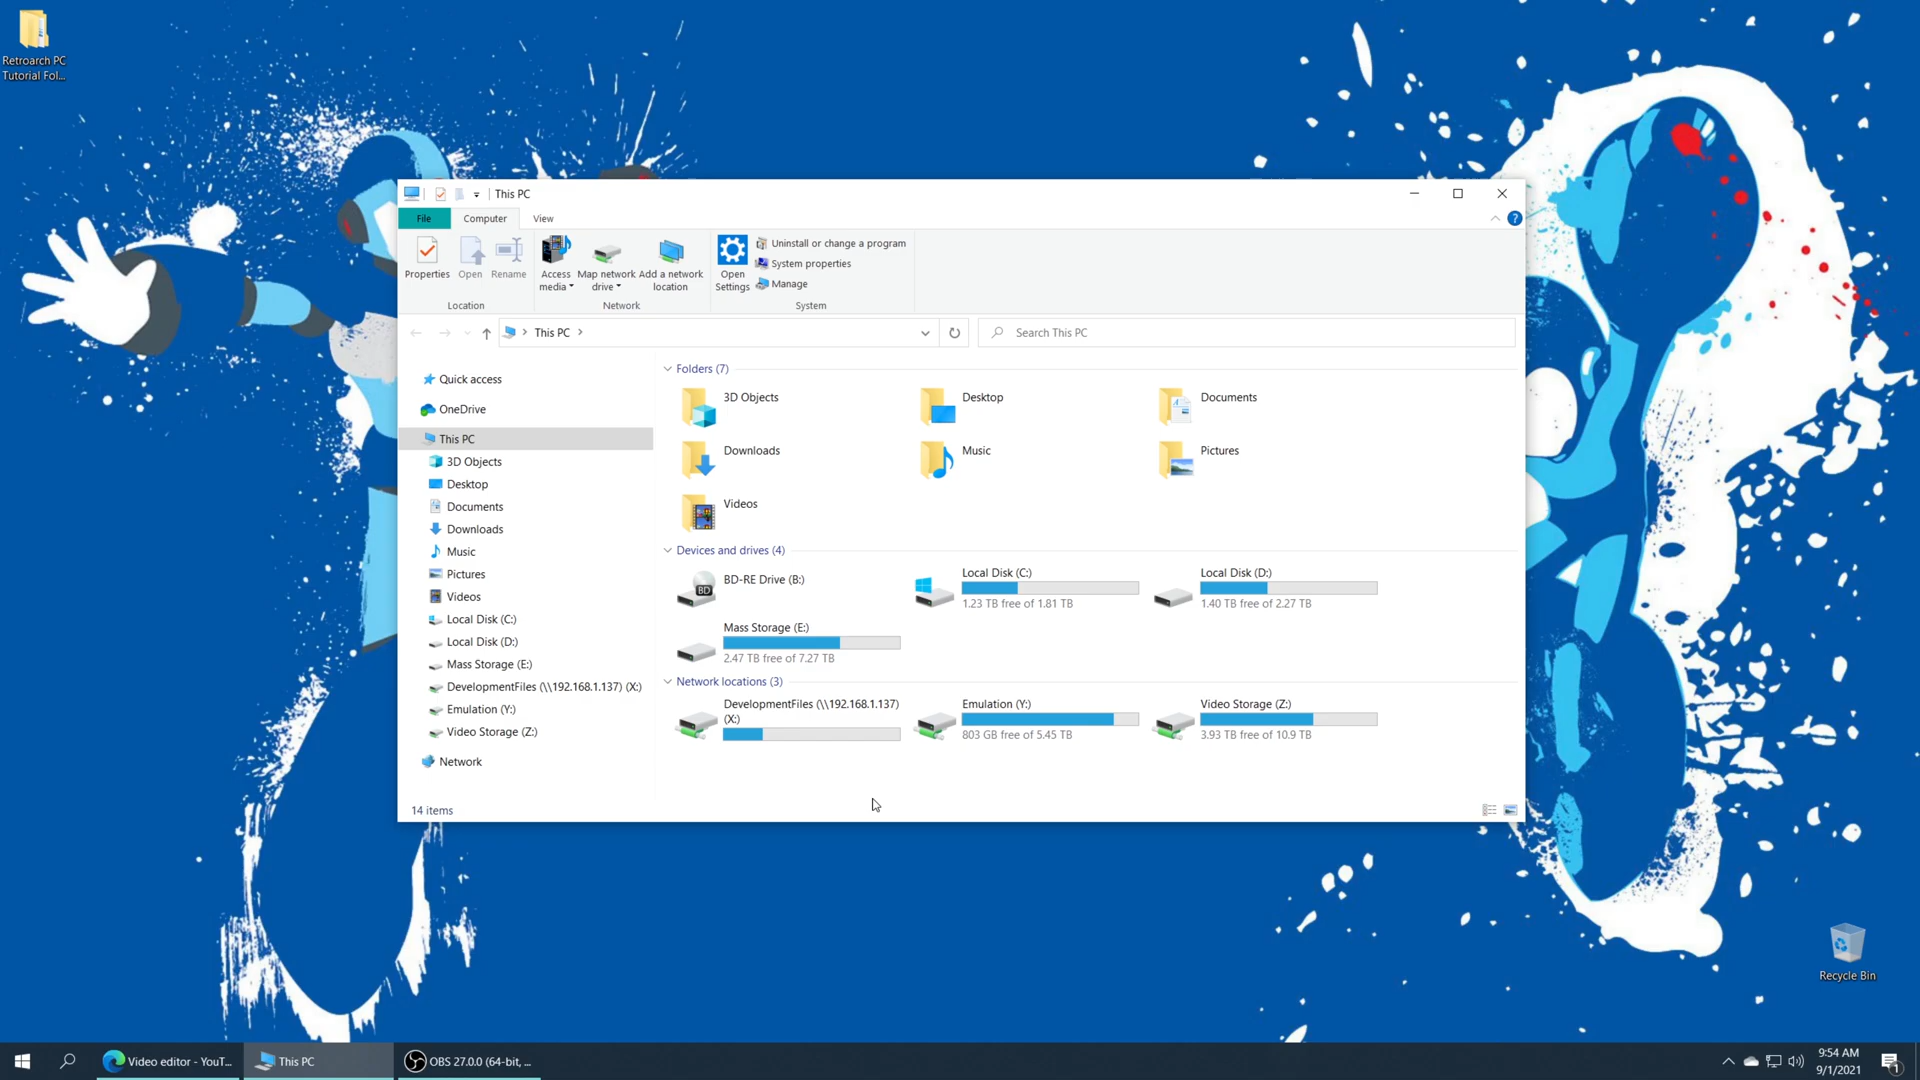 Retroarch PC
Tutorial Fol...
This PC
File
Computer
View
Properties
Open
Rename
Access
media
Map network
drive
Add a network
location
Open
Settings
Uninstall or change a program
System properties
Manage
Location
Network
System
This PC
Search This PC
Quick access
OneDrive
This PC
3D Objects
Desktop
Documents
Downloads
Music
Pictures
Videos
Local Disk (C:)
Local Disk (D:)
Mass Storage (E:)
DevelopmentFiles (\\192.168.1.137) (X:)
Emulation (Y:)
Video Storage (Z:)
Network
Folders (7)
3D Objects
Desktop
Documents
Downloads
Music
Pictures
Videos
Devices and drives (4)
BD
BD-RE Drive (B:)
Local Disk (C:)
1.23 TB free of 1.81 TB
Local Disk (D:)
1.40 TB free of 2.27 TB
Mass Storage (E:)
2.47 TB free of 7.27 TB
Network locations (3)
DevelopmentFiles (\\192.168.1.137)
(X:)
Emulation (Y:)
803 GB free of 5.45 TB
Video Storage (Z:)
3.93 TB free of 10.9 TB
14 items
Recycle Bin
Video editor - YouT...
This PC
OBS 27.0.0 (64-bit, ...
9:54 AM
9/1/2021
1